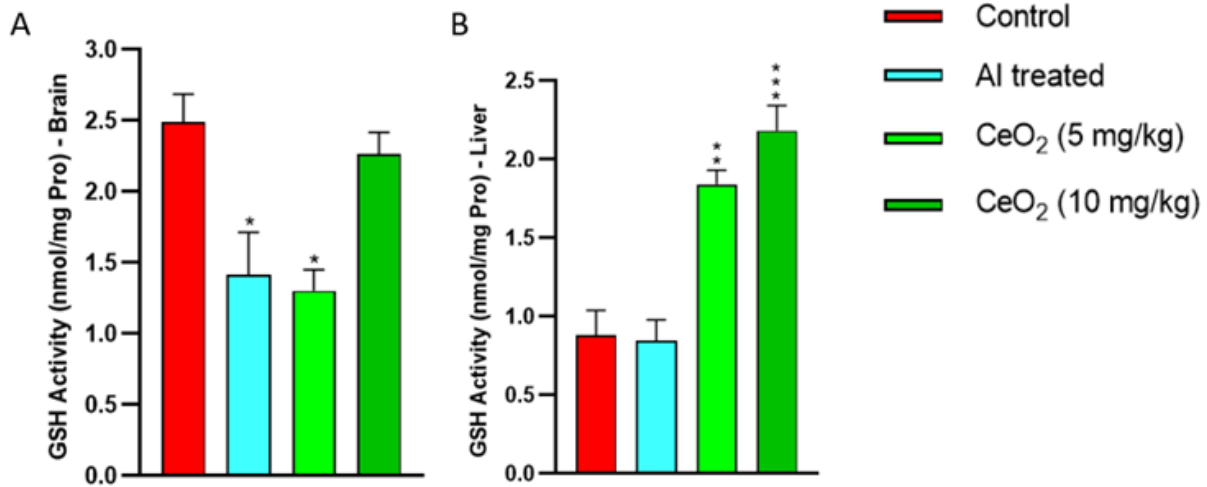 A
GSH Activity (nmol/mg Pro) - Brain
3.0
2.5
2.0
1.5
1.0
0.5
0.0
*
*
B
GSH Activity (nmol/mg Pro) - Liver
2.5
2.0
1.5
1.0
0.5
0.0
**
***
Control
Al treated
CeO₂ (5 mg/kg)
CeO₂ (10 mg/kg)